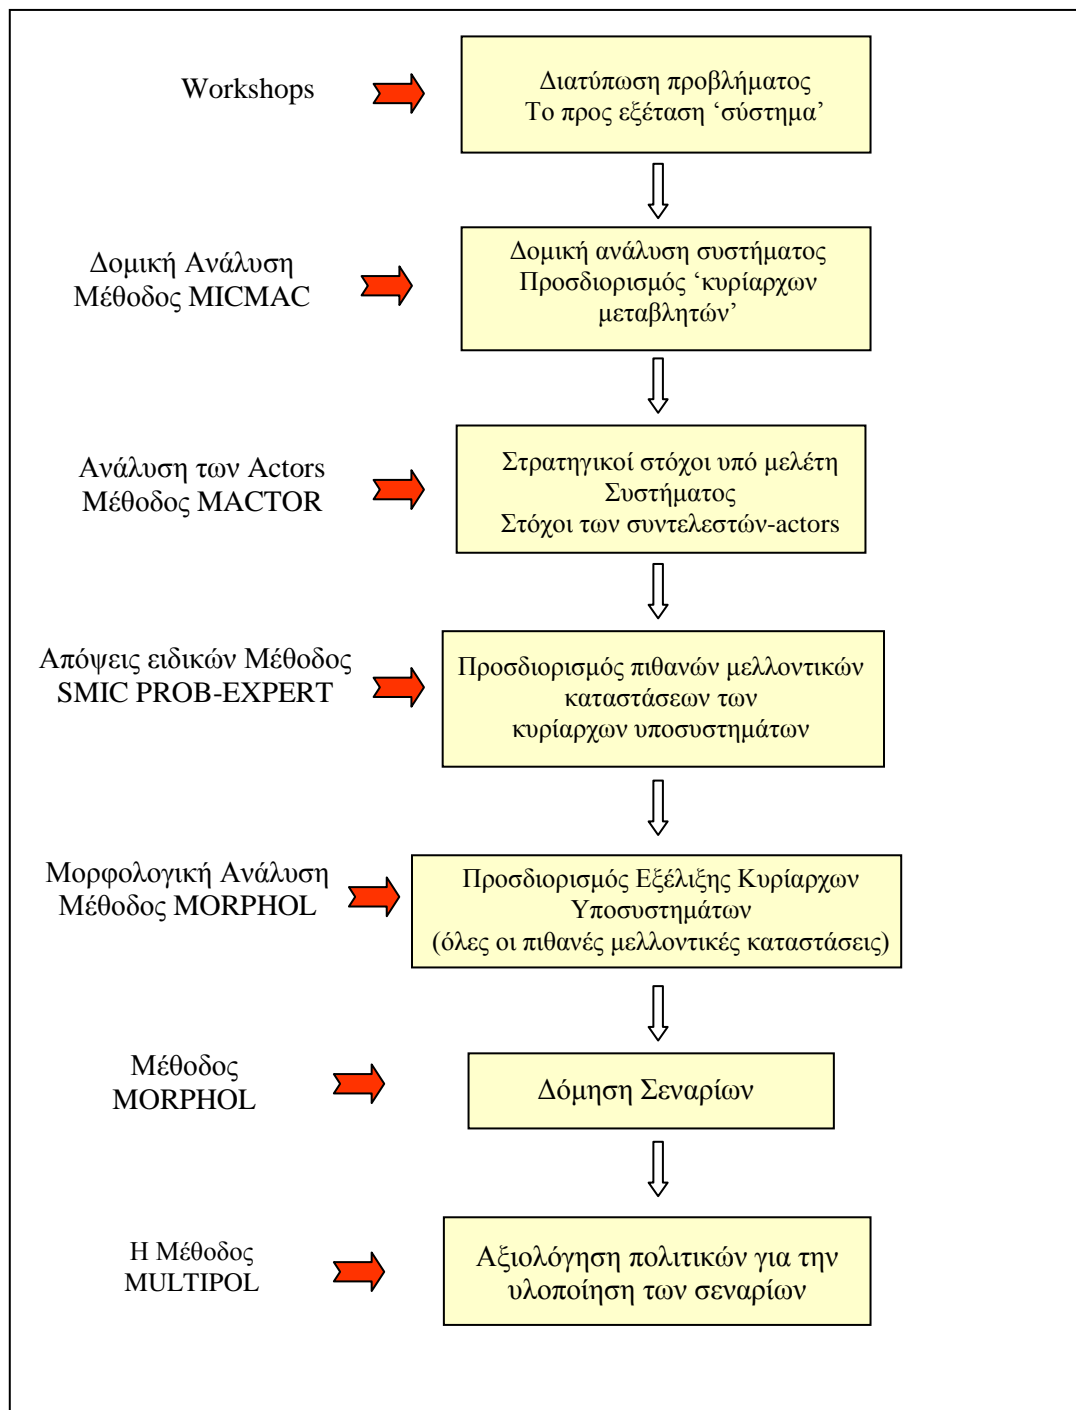 Workshops
Διατύπωση προβλήματος
Το προς εξέταση ‘σύστημα’
Δομική Ανάλυση
Μέθοδος MICMAC
Δομική ανάλυση συστήματος
Προσδιορισμός ‘κυρίαρχων
μεταβλητών’
Ανάλυση των Actors
Μέθοδος MACTOR
Στρατηγικοί στόχοι υπό μελέτη
Συστήματος
Στόχοι των συντελεστών-actors
Απόψεις ειδικών Μέθοδος
SMIC PROB-EXPERT
Προσδιορισμός πιθανών μελλοντικών
καταστάσεων των
κυρίαρχων υποσυστημάτων
Μορφολογική Ανάλυση
Μέθοδος MORPHOL
Προσδιορισμός Εξέλιξης Κυρίαρχων
Υποσυστημάτων
(όλες οι πιθανές μελλοντικές καταστάσεις)
Μέθοδος
MORPHOL
Δόμηση Σεναρίων
Η Μέθοδος
MULTIPOL
Αξιολόγηση πολιτικών για την
υλοποίηση των σεναρίων